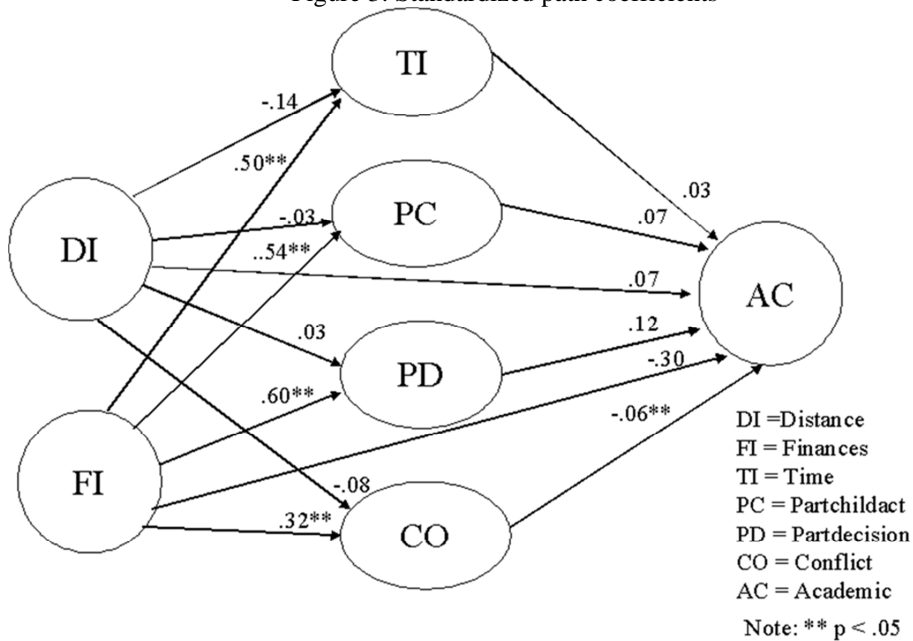 Figure 3: Standardized path coefficients
TI
-.14
.50**
.03
PC
-.03
.07
..54**
DI
.07
AC
.03
.12
PD
-.30
.60**
-.06**
FI
-.08
.32**
CO
DI =Distance
FI = Finances
TI = Time
PC = Partchildact
PD = Partdecision
CO = Conflict
AC = Academic
Note: ** p < .05